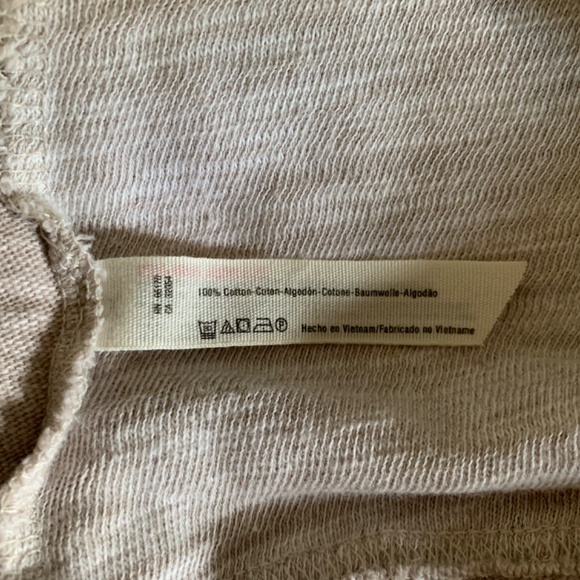 100% Cotton-Coton-Algodón-Cotone-Baumwolle-Algodão
Hecho en Vietnam/Fabricado no Vietname